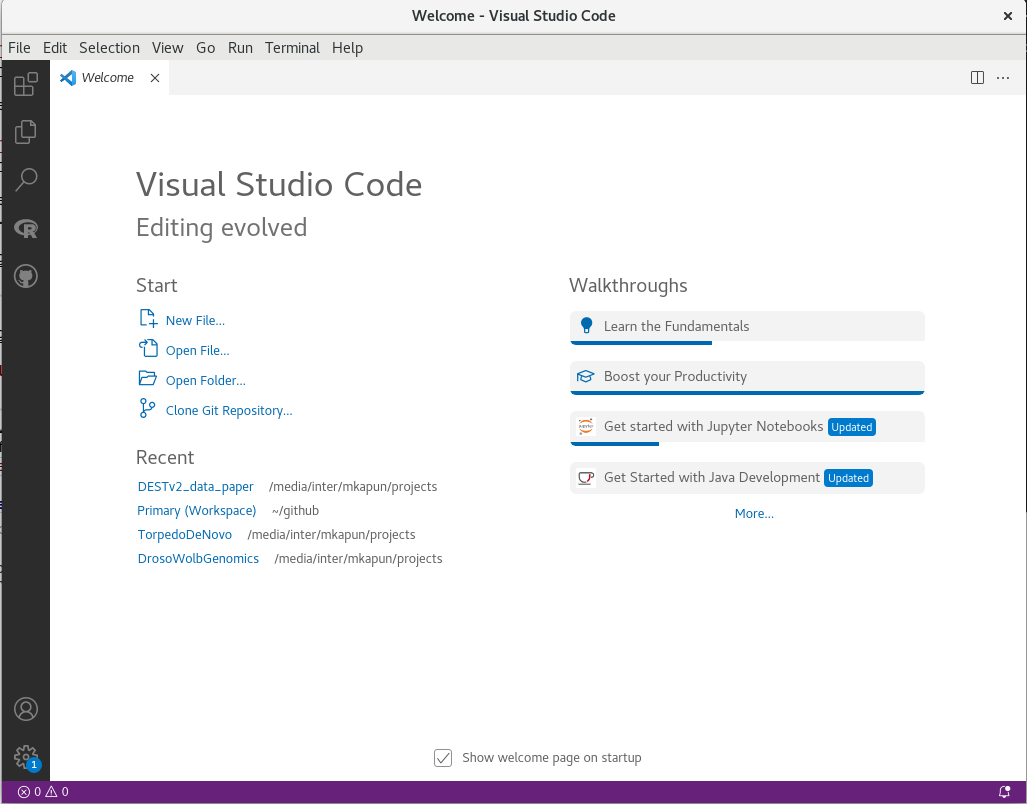 Welcome - Visual Studio Code
File Edit Selection View Go Run Terminal Help
Welcome
Visual Studio Code
Editing evolved
Start
New File...
Open File...
Open Folder...
Clone Git Repository...
Recent
DESTv2_data_paper /media/inter/mkapun/projects
Primary (Workspace) ~/github
TorpedoDeNovo /media/inter/mkapun/projects
DrosoWolbGenomics /media/inter/mkapun/projects
Walkthroughs
Learn the Fundamentals
Boost your Productivity
Get started with Jupyter Notebooks Updated
Get Started with Java Development Updated
More...
Show welcome page on startup
1
0 0